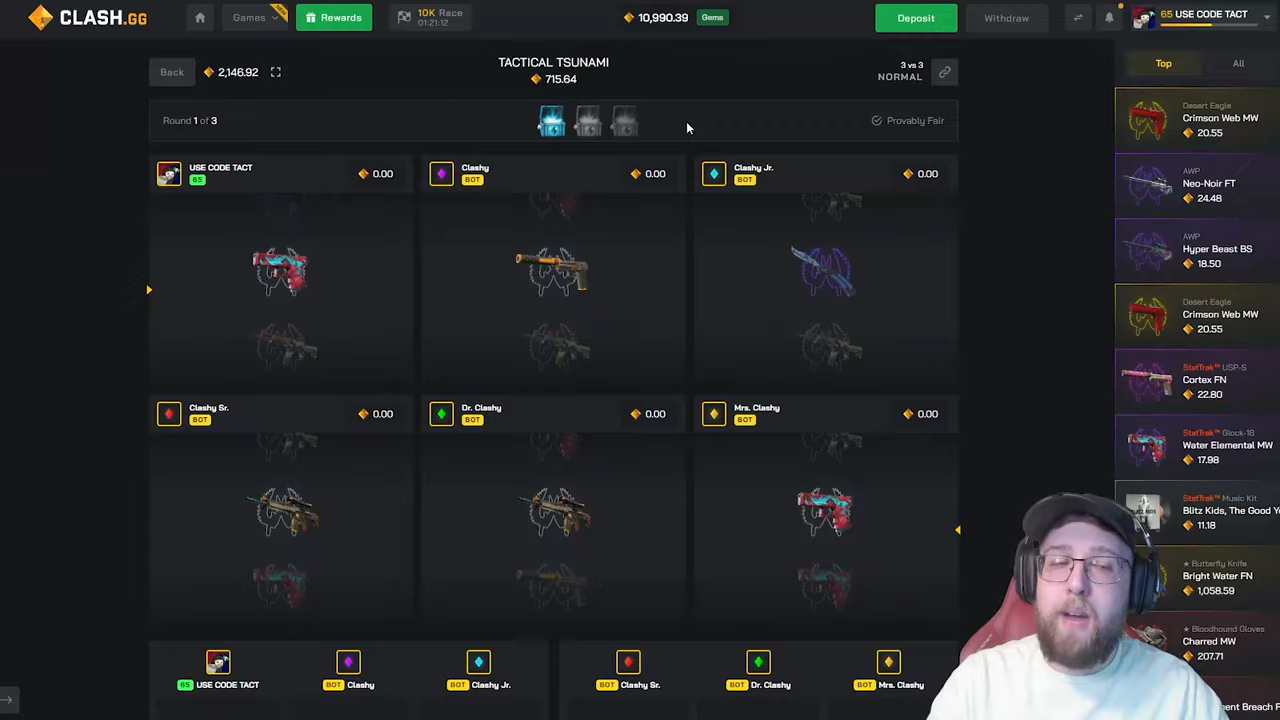 CLASH.GG
Games
Rewards
10K Race
01:21:12
10,990.39 Gems
Deposit
Withdraw
65 USE CODE TACT
Back
2,146.92
TACTICAL TSUNAMI
715.64
3 vs 3
NORMAL
Top
All
Round 1 of 3
Provably Fair
USE CODE TACT
65
0.00
Clashy
BOT
0.00
Clashy Jr.
BOT
0.00
Clashy Sr.
BOT
0.00
Dr. Clashy
BOT
0.00
Mrs. Clashy
BOT
0.00
65 USE CODE TACT
BOT Clashy
BOT Clashy Jr.
BOT Clashy Sr.
BOT Dr. Clashy
BOT Mrs. Clashy
Desert Eagle
Crimson Web MW
20.55
AWP
Neo-Noir FT
24.48
AWP
Hyper Beast BS
18.50
Desert Eagle
Crimson Web MW
20.55
StatTrak™ USP-S
Cortex FN
22.80
StatTrak™ Glock-18
Water Elemental MW
17.98
StatTrak™ Music Kit
Blitz Kids, The Good Y
11.18
★ Butterfly Knife
Bright Water FN
1,058.59
★ Bloodhound Gloves
Charred MW
207.71